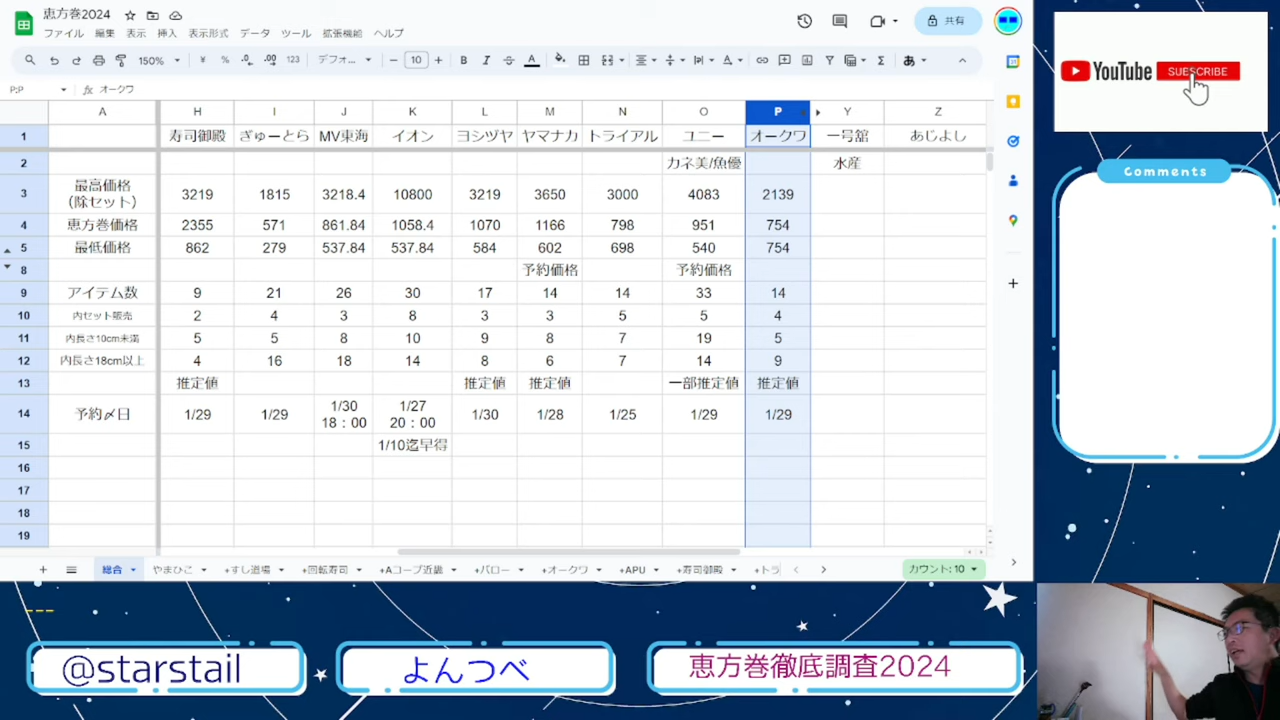 恵方巻2024
ファイル 編集 表示 挿入 表示形式 データ ツール 拡張機能 ヘルプ
共有
150% デフォ... 10 B I A あ
P:P fx オークワ
A H I J K L M N O P Y Z
1 寿司御殿 ぎゅーとら MV東海 イオン ヨシヅヤ ヤマナカ トライアル ユニー オークワ 一号舘 あじよし
2 カネ美/魚優 水産
3 最高価格 (除セット) 3219 1815 3218.4 10800 3219 3650 3000 4083 2139
4 恵方巻価格 2355 571 861.84 1058.4 1070 1166 798 951 754
5 最低価格 862 279 537.84 537.84 584 602 698 540 754
8 予約価格 予約価格
9 アイテム数 9 21 26 30 17 14 14 33 14
10 内セット販売 2 4 3 8 3 3 5 5 4
11 内長さ10cm未満 5 5 8 10 9 8 7 19 5
12 内長さ18cm以上 4 16 18 14 8 6 7 14 9
13 推定値 推定値 推定値 一部推定値 推定値
14 予約〆日 1/29 1/29 1/30 18：00 1/27 20：00 1/30 1/28 1/25 1/29 1/29
15 1/10迄早得
16
17
18
19
総合 やまひこ +すし道場 +回転寿司 +Aコープ近畿 +バロー +オークワ +APU +寿司御殿 +トラ カウント: 10
YouTube SUBSCRIBE
Comments
---
@starstail
よんつべ
恵方巻徹底調査2024